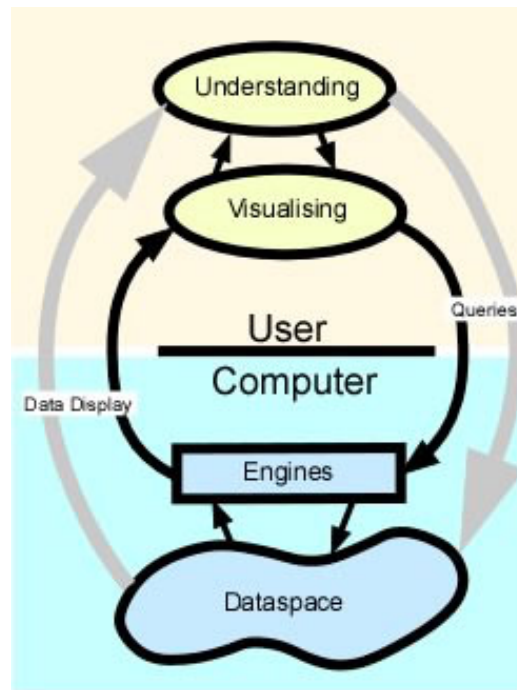 Understanding
Visualising
Queries
User
Computer
Data Display
Engines
Dataspace